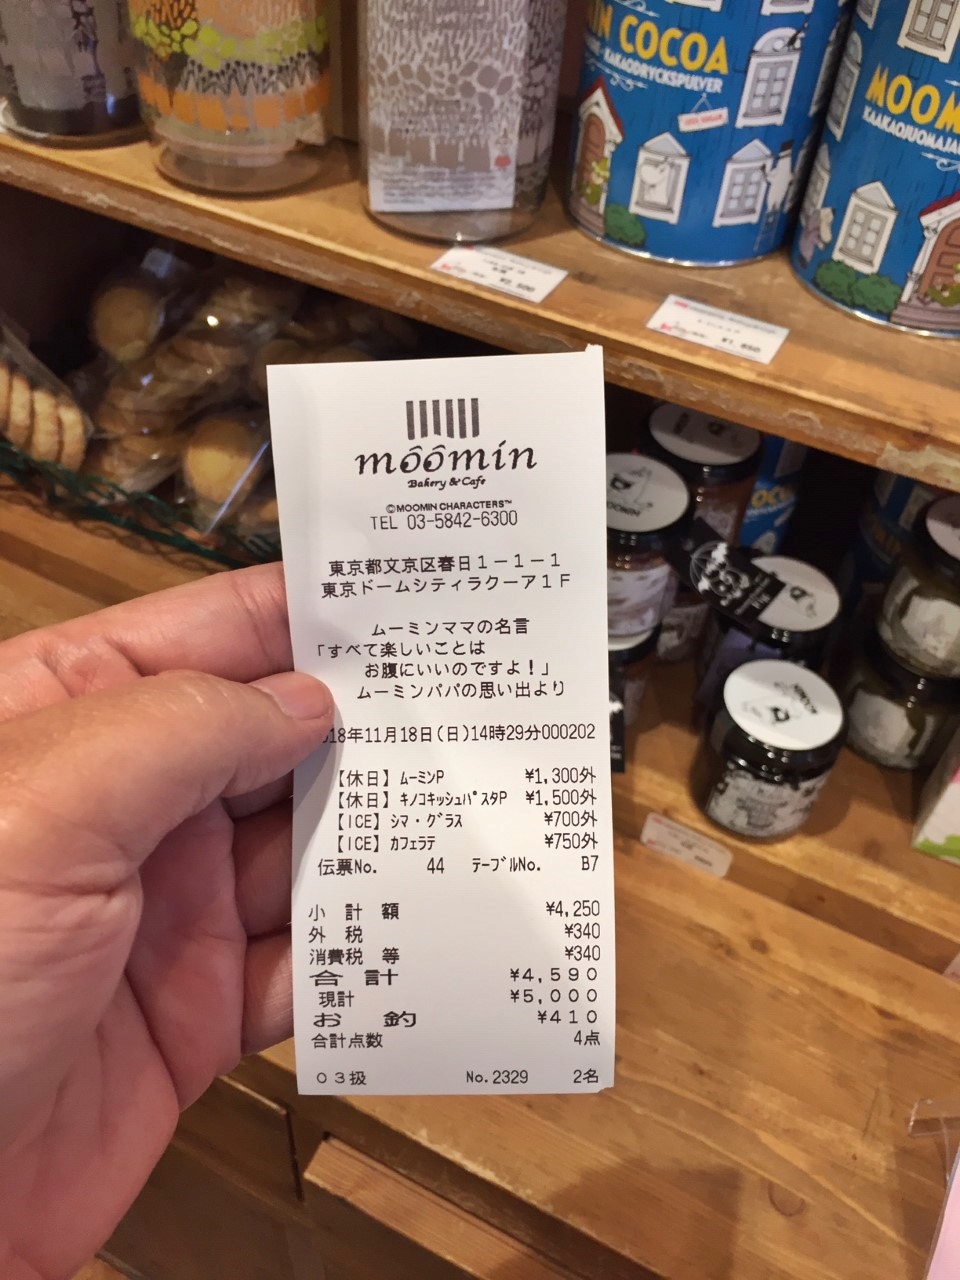 IN COCOA
KAKAODRYCKSPULVER
MOOM
KAAKAOJUOMAJAU
¥2,500
¥1,850
môômin
Bakery & Cafe
©MOOMIN CHARACTERS™
TEL 03-5842-6300
東京都文京区春日1-1-1
東京ドームシティラクーア1F
ムーミンママの名言
「すべて楽しいことは
お腹にいいのですよ!」
ムーミンパパの思い出より
018年11月18日(日)14時29分000202
【休日】ムーミンP ¥1,300外
【休日】キノコキッシュパスタP ¥1,500外
【ICE】シマ・グラス ¥700外
【ICE】カフェラテ ¥750外
伝票No. 44 テーブルNo. B7
小 計 額 ¥4,250
外 税 ¥340
消費税 等 ¥340
合 計 ¥4,590
現計 ¥5,000
お 釣 ¥410
合計点数 4点
03扱 No.2329 2名